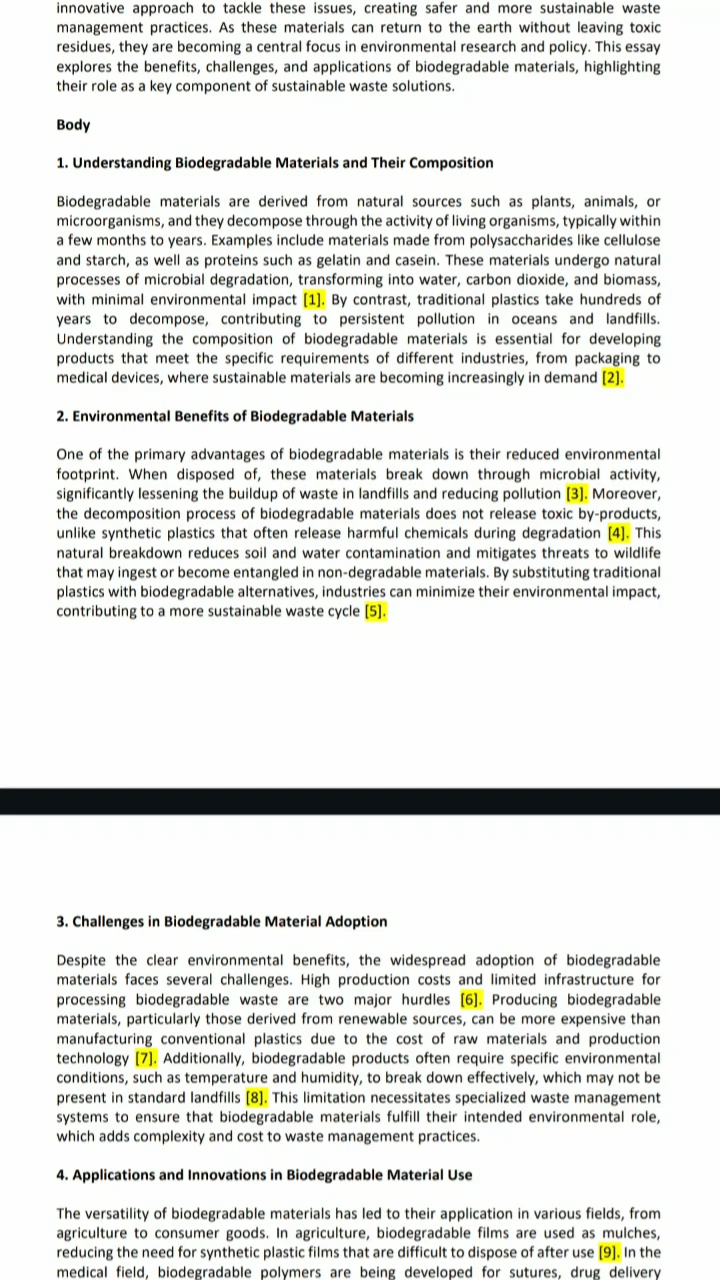 innovative approach to tackle these issues, creating safer and more sustainable waste
management practices. As these materials can return to the earth without leaving toxic
residues, they are becoming a central focus in environmental research and policy. This essay
explores the benefits, challenges, and applications of biodegradable materials, highlighting
their role as a key component of sustainable waste solutions.
Body
1. Understanding Biodegradable Materials and Their Composition
Biodegradable materials are derived from natural sources such as plants, animals, or
microorganisms, and they decompose through the activity of living organisms, typically within
a few months to years. Examples include materials made from polysaccharides like cellulose
and starch, as well as proteins such as gelatin and casein. These materials undergo natural
processes of microbial degradation, transforming into water, carbon dioxide, and biomass,
with minimal environmental impact [1]. By contrast, traditional plastics take hundreds of
years to decompose, contributing to persistent pollution in oceans and landfills.
Understanding the composition of biodegradable materials is essential for developing
products that meet the specific requirements of different industries, from packaging to
medical devices, where sustainable materials are becoming increasingly in demand [2].
2. Environmental Benefits of Biodegradable Materials
One of the primary advantages of biodegradable materials is their reduced environmental
footprint. When disposed of, these materials break down through microbial activity,
significantly lessening the buildup of waste in landfills and reducing pollution [3]. Moreover,
the decomposition process of biodegradable materials does not release toxic by-products,
unlike synthetic plastics that often release harmful chemicals during degradation [4]. This
natural breakdown reduces soil and water contamination and mitigates threats to wildlife
that may ingest or become entangled in non-degradable materials. By substituting traditional
plastics with biodegradable alternatives, industries can minimize their environmental impact,
contributing to a more sustainable waste cycle [5].
3. Challenges in Biodegradable Material Adoption
Despite the clear environmental benefits, the widespread adoption of biodegradable
materials faces several challenges. High production costs and limited infrastructure for
processing biodegradable waste are two major hurdles [6]. Producing biodegradable
materials, particularly those derived from renewable sources, can be more expensive than
manufacturing conventional plastics due to the cost of raw materials and production
technology [7]. Additionally, biodegradable products often require specific environmental
conditions, such as temperature and humidity, to break down effectively, which may not be
present in standard landfills [8]. This limitation necessitates specialized waste management
systems to ensure that biodegradable materials fulfill their intended environmental role,
which adds complexity and cost to waste management practices.
4. Applications and Innovations in Biodegradable Material Use
The versatility of biodegradable materials has led to their application in various fields, from
agriculture to consumer goods. In agriculture, biodegradable films are used as mulches,
reducing the need for synthetic plastic films that are difficult to dispose of after use [9]. In the
medical field, biodegradable polymers are being developed for sutures, drug delivery